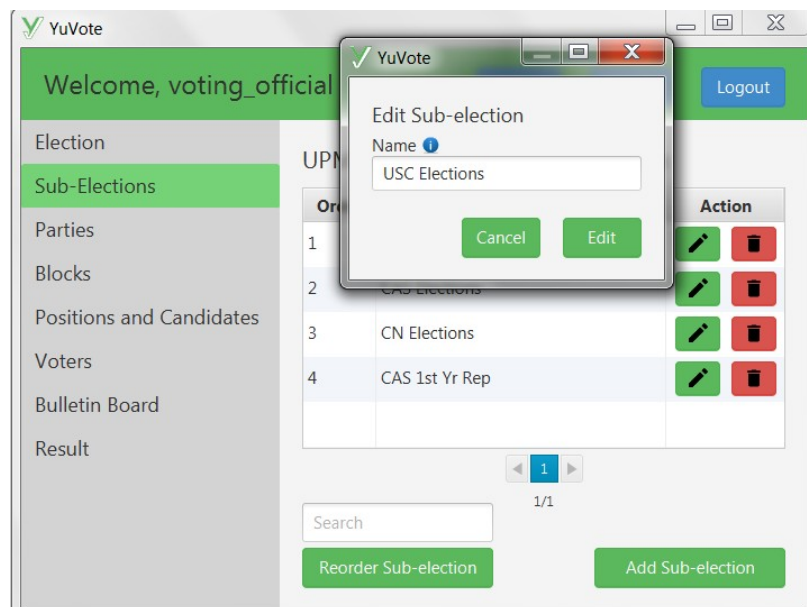 YuVote
Welcome, voting_official
Logout
Election
Sub-Elections
Parties
Blocks
Positions and Candidates
Voters
Bulletin Board
Result
YuVote
Edit Sub-election
Name
USC Elections
Cancel
Edit
Action
1
2 CAS Elections
3 CN Elections
4 CAS 1st Yr Rep
1
1/1
Search
Reorder Sub-election
Add Sub-election